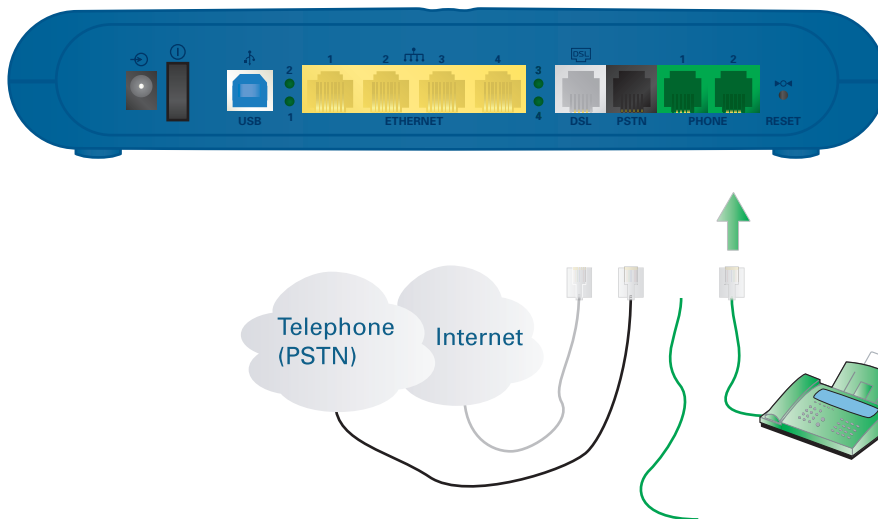 DSL
1 2 3 4 1 2
2 3
1 4
USB ETHERNET DSL PSTN PHONE RESET
Telephone
(PSTN)
Internet